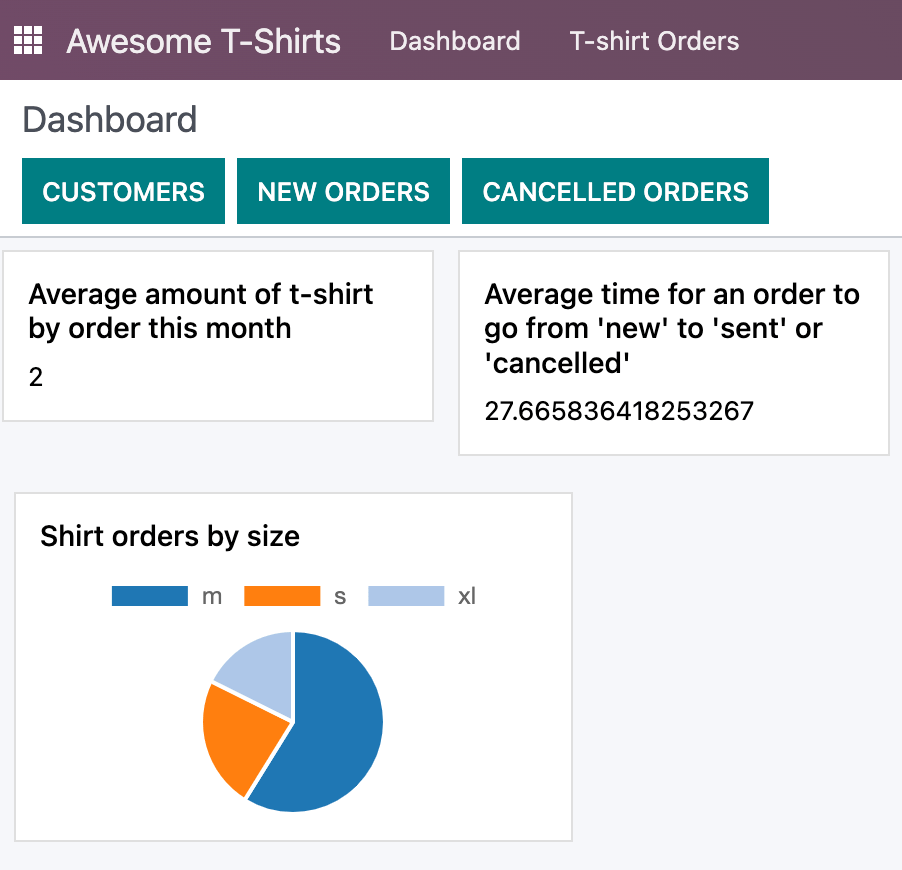 Awesome T-Shirts Dashboard T-shirt Orders
Dashboard
CUSTOMERS NEW ORDERS CANCELLED ORDERS
Average amount of t-shirt
by order this month
2
Average time for an order to
go from 'new' to 'sent' or
'cancelled'
27.665836418253267
Shirt orders by size
m s xl